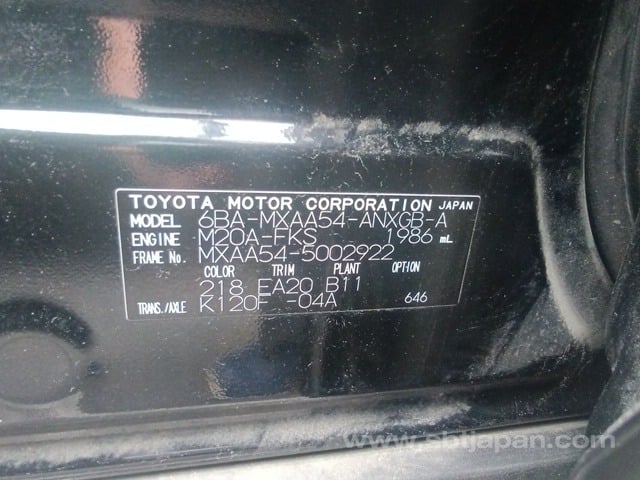 TOYOTA MOTOR CORPORATION JAPAN
MODEL 6BA-MXAA54-ANXGB-A
ENGINE M20A-FKS 1986 mL
FRAME No. MXAA54-5002922
COLOR TRIM PLANT OPTION
218 EA20 B11
TRANS./AXLE K120F -04A 646
www.sbtjapan.com